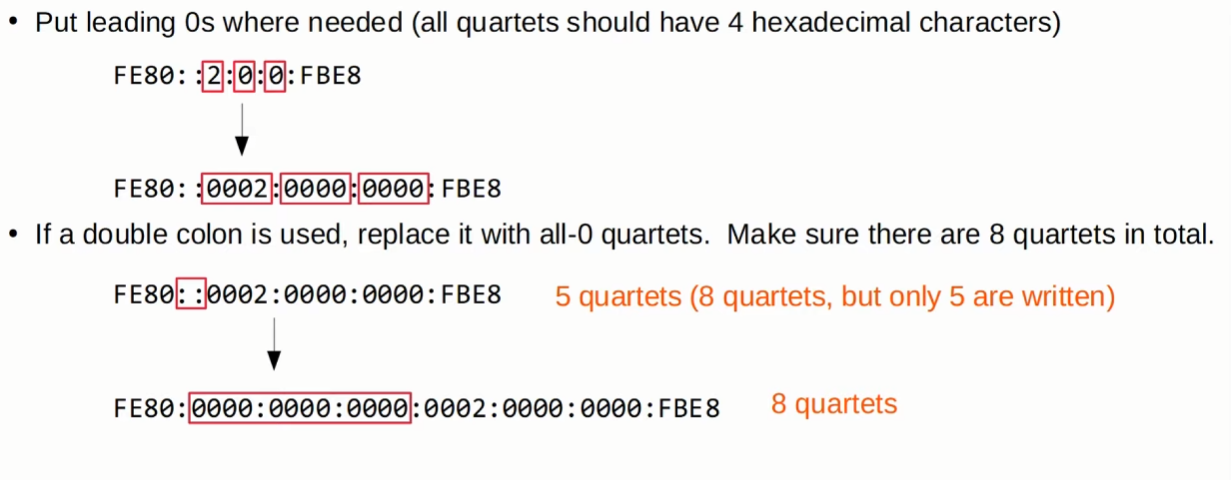 • Put leading 0s where needed (all quartets should have 4 hexadecimal characters)
FE80::2:0:0:FBE8
FE80::0002:0000:0000:FBE8
• If a double colon is used, replace it with all-0 quartets. Make sure there are 8 quartets in total.
FE80::0002:0000:0000:FBE8 5 quartets (8 quartets, but only 5 are written)
FE80:0000:0000:0000:0002:0000:0000:FBE8 8 quartets